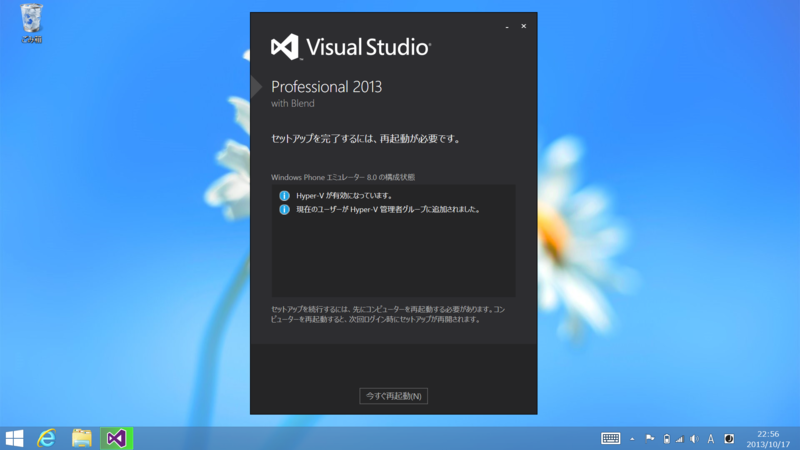 ごみ箱
Visual Studio
Professional 2013
with Blend
セットアップを完了するには、再起動が必要です。
Windows Phone エミュレーター 8.0 の構成状態
Hyper-V が有効になっています。
現在のユーザーが Hyper-V 管理者グループに追加されました。
セットアップを続行するには、先にコンピューターを再起動する必要があります。コン
ピューターを再起動すると、次回ログイン時にセットアップが再開されます。
今すぐ再起動(N)
A
22:56
2013/10/17